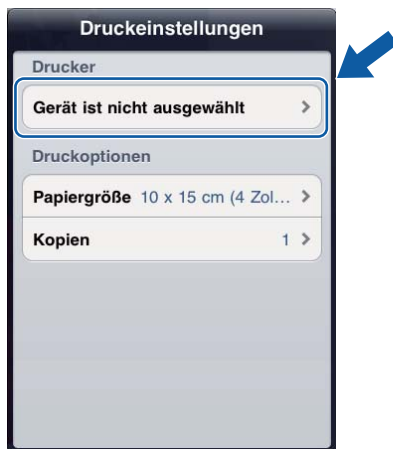 Druckeinstellungen
Drucker
Gerät ist nicht ausgewählt
Druckoptionen
Papiergröße 10 x 15 cm (4 Zol...
Kopien 1